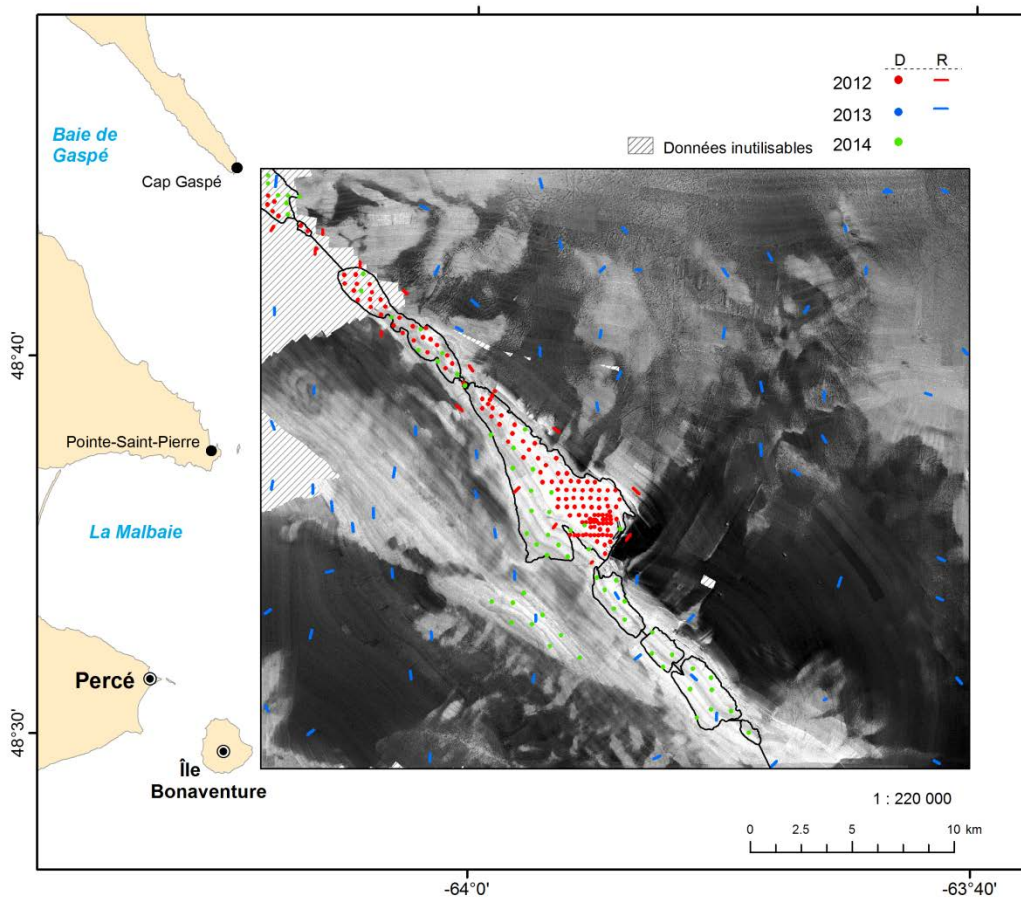 D R
2012
2013
2014
Données inutilisables
Baie de
Gaspé
Cap Gaspé
48°40'
Pointe-Saint-Pierre
La Malbaie
Percé
48°30'
Île
Bonaventure
1 : 220 000
0 2.5 5 10 km
-64°0' -63°40'